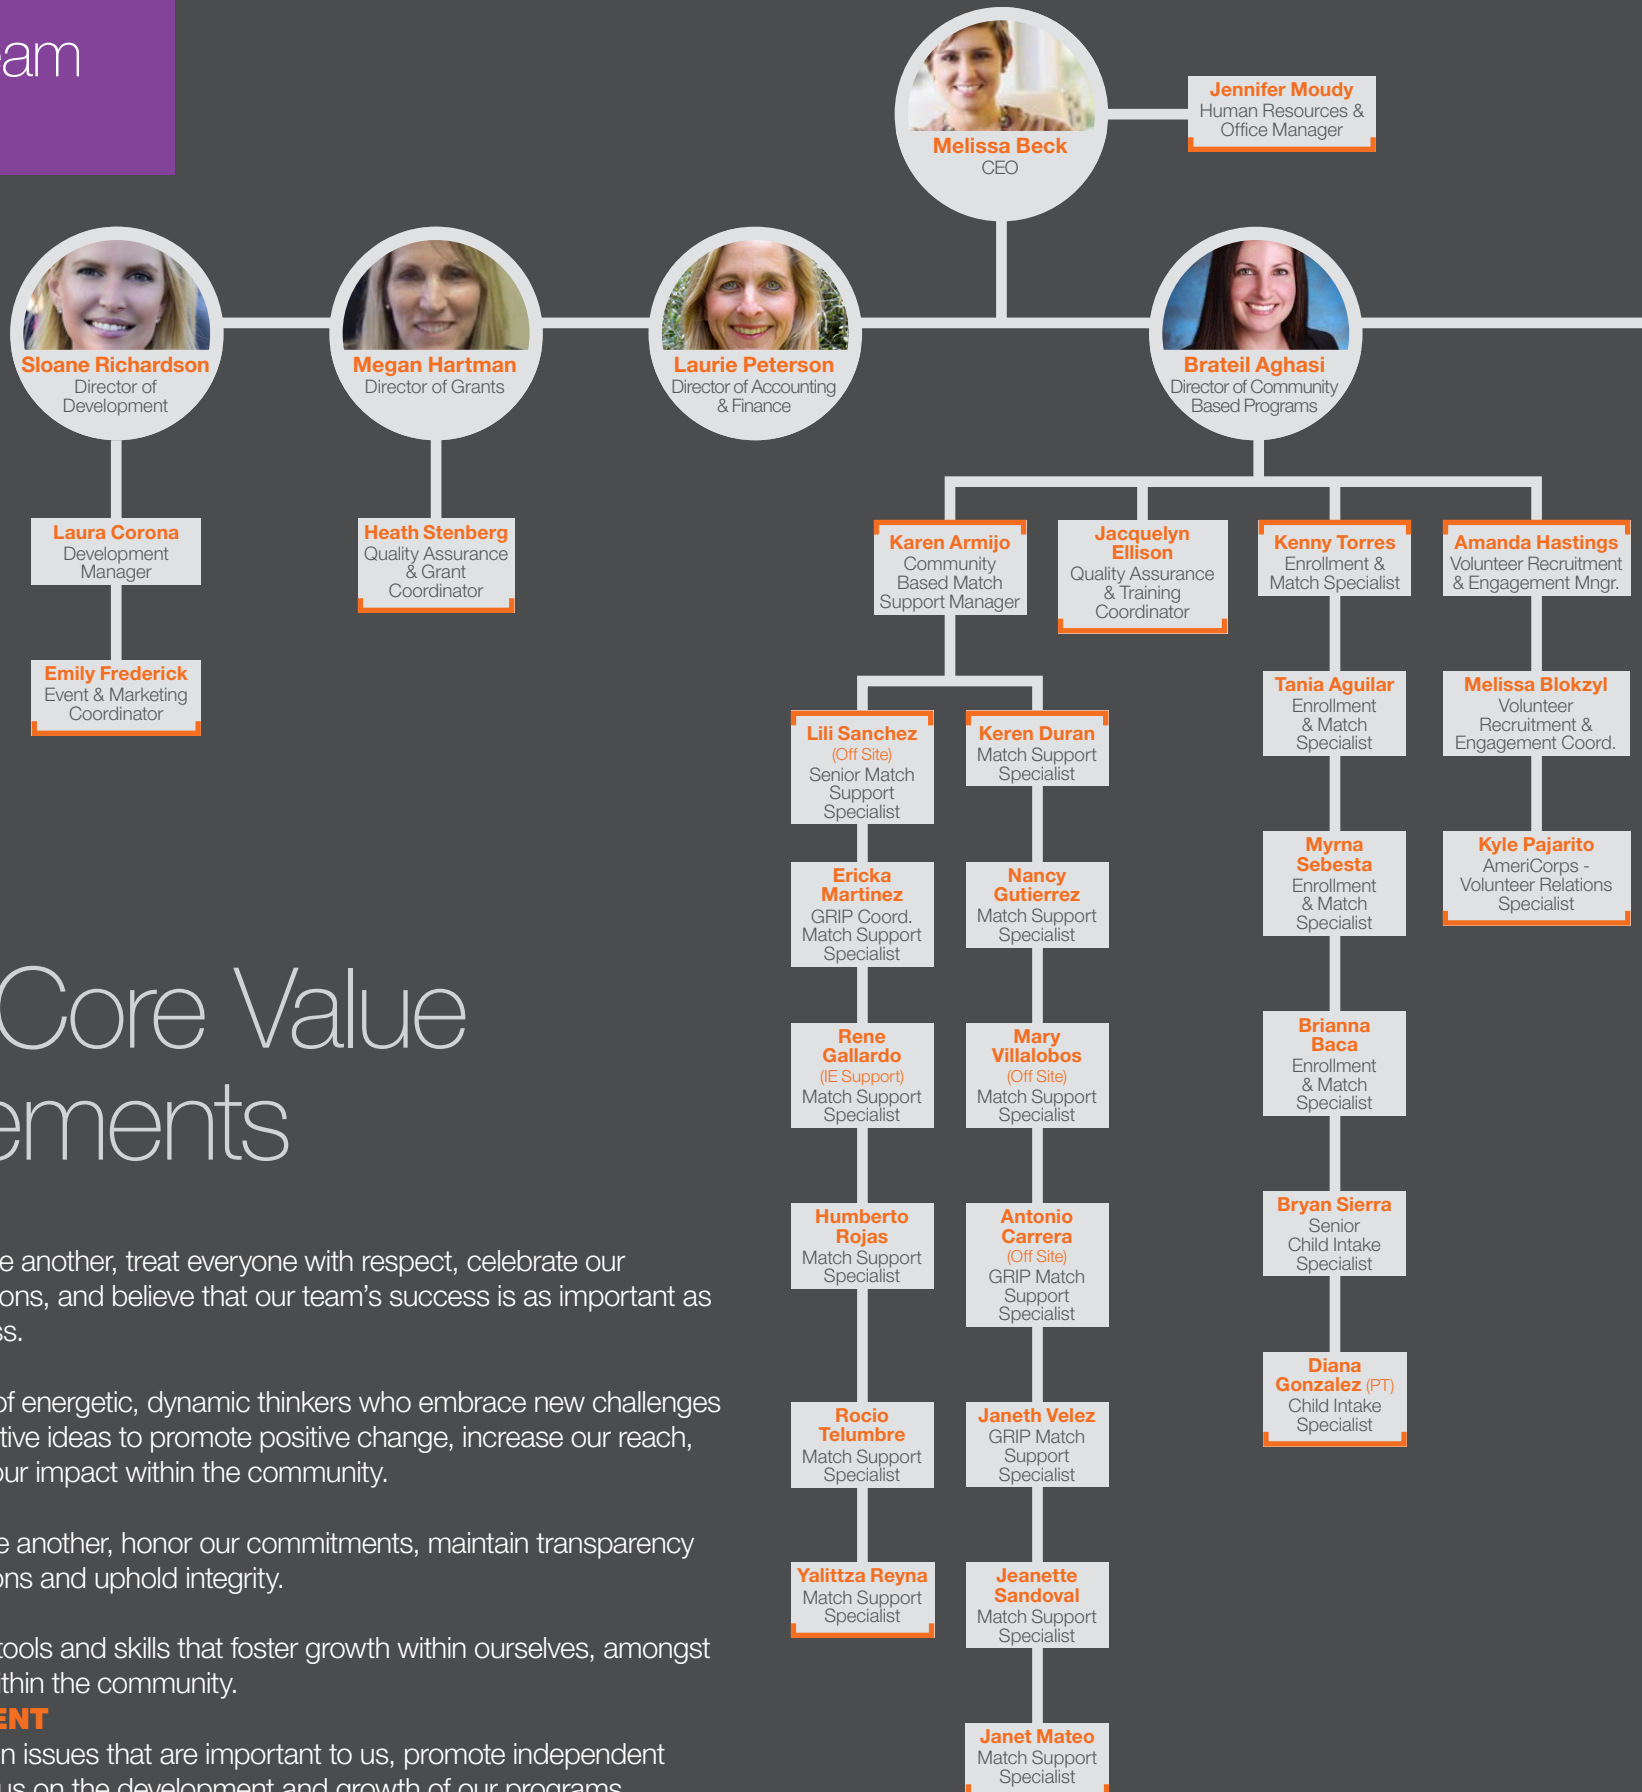 am
Melissa Beck
CEO
Jennifer Moudy
Human Resources &
Office Manager
Sloane Richardson
Director of
Development
Megan Hartman
Director of Grants
Laurie Peterson
Director of Accounting
& Finance
Brateil Aghasi
Director of Community
Based Programs
Laura Corona
Development
Manager
Emily Frederick
Event & Marketing
Coordinator
Heath Stenberg
Quality Assurance
& Grant
Coordinator
Karen Armijo
Community
Based Match
Support Manager
Jacquelyn
Ellison
Quality Assurance
& Training
Coordinator
Kenny Torres
Enrollment &
Match Specialist
Amanda Hastings
Volunteer Recruitment
& Engagement Mngr.
Lili Sanchez
(Off Site)
Senior Match
Support
Specialist
Ericka
Martinez
GRIP Coord.
Match Support
Specialist
Rene
Gallardo
(IE Support)
Match Support
Specialist
Humberto
Rojas
Match Support
Specialist
Rocio
Telumbre
Match Support
Specialist
Yalittza Reyna
Match Support
Specialist
Keren Duran
Match Support
Specialist
Nancy
Gutierrez
Match Support
Specialist
Mary
Villalobos
(Off Site)
Match Support
Specialist
Antonio
Carrera
(Off Site)
GRIP Match
Support
Specialist
Janeth Velez
GRIP Match
Support
Specialist
Jeanette
Sandoval
Match Support
Specialist
Janet Mateo
Match Support
Specialist
Tania Aguilar
Enrollment
& Match
Specialist
Myrna
Sebesta
Enrollment
& Match
Specialist
Brianna
Baca
Enrollment
& Match
Specialist
Bryan Sierra
Senior
Child Intake
Specialist
Diana
Gonzalez (PT)
Child Intake
Specialist
Melissa Blokzyl
Volunteer
Recruitment &
Engagement Coord.
Kyle Pajarito
AmeriCorps -
Volunteer Relations
Specialist
Core Value
ements
e another, treat everyone with respect, celebrate our
ons, and believe that our team's success is as important as
ss.
of energetic, dynamic thinkers who embrace new challenges
tive ideas to promote positive change, increase our reach,
our impact within the community.
e another, honor our commitments, maintain transparency
ons and uphold integrity.
tools and skills that foster growth within ourselves, amongst
ithin the community.
ENT
n issues that are important to us, promote independent
us on the development and growth of our programs